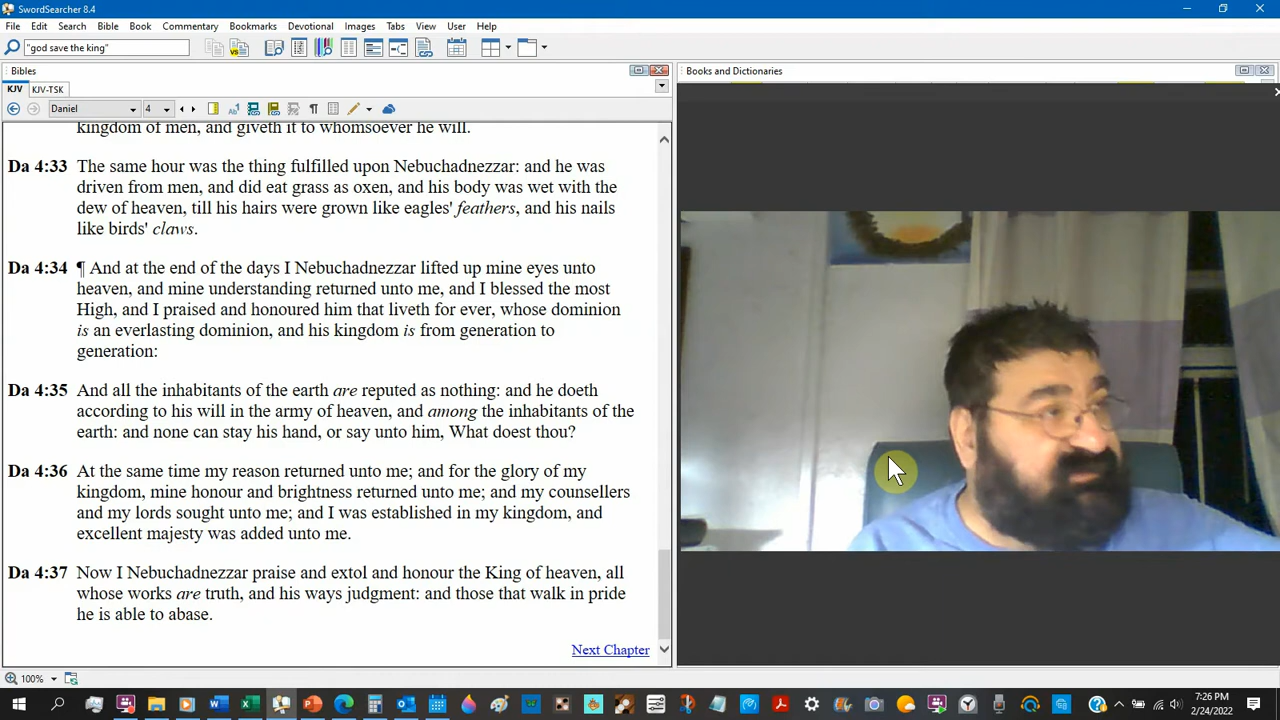 SwordSearcher 8.4
File Edit Search Bible Book Commentary Bookmarks Devotional Images Tabs View User Help
"god save the king"
Bibles
Books and Dictionaries
KJV KJV-TSK
Daniel 4
kingdom of men, and giveth it to whomsoever he will.
Da 4:33 The same hour was the thing fulfilled upon Nebuchadnezzar: and he was
driven from men, and did eat grass as oxen, and his body was wet with the
dew of heaven, till his hairs were grown like eagles' feathers, and his nails
like birds' claws.
Da 4:34 ¶ And at the end of the days I Nebuchadnezzar lifted up mine eyes unto
heaven, and mine understanding returned unto me, and I blessed the most
High, and I praised and honoured him that liveth for ever, whose dominion
is an everlasting dominion, and his kingdom is from generation to
generation:
Da 4:35 And all the inhabitants of the earth are reputed as nothing: and he doeth
according to his will in the army of heaven, and among the inhabitants of the
earth: and none can stay his hand, or say unto him, What doest thou?
Da 4:36 At the same time my reason returned unto me; and for the glory of my
kingdom, mine honour and brightness returned unto me; and my counsellers
and my lords sought unto me; and I was established in my kingdom, and
excellent majesty was added unto me.
Da 4:37 Now I Nebuchadnezzar praise and extol and honour the King of heaven, all
whose works are truth, and his ways judgment: and those that walk in pride
he is able to abase.
Next Chapter
100%
7:26 PM
2/24/2022